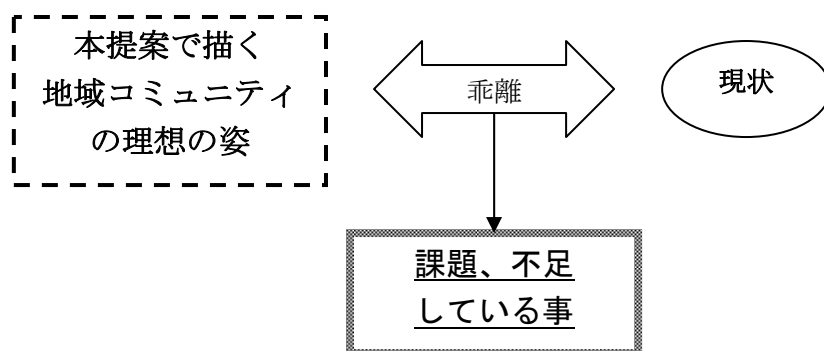 本提案で描く
地域コミュニティ
の理想の姿
乖離
現状
課題、不足
している事